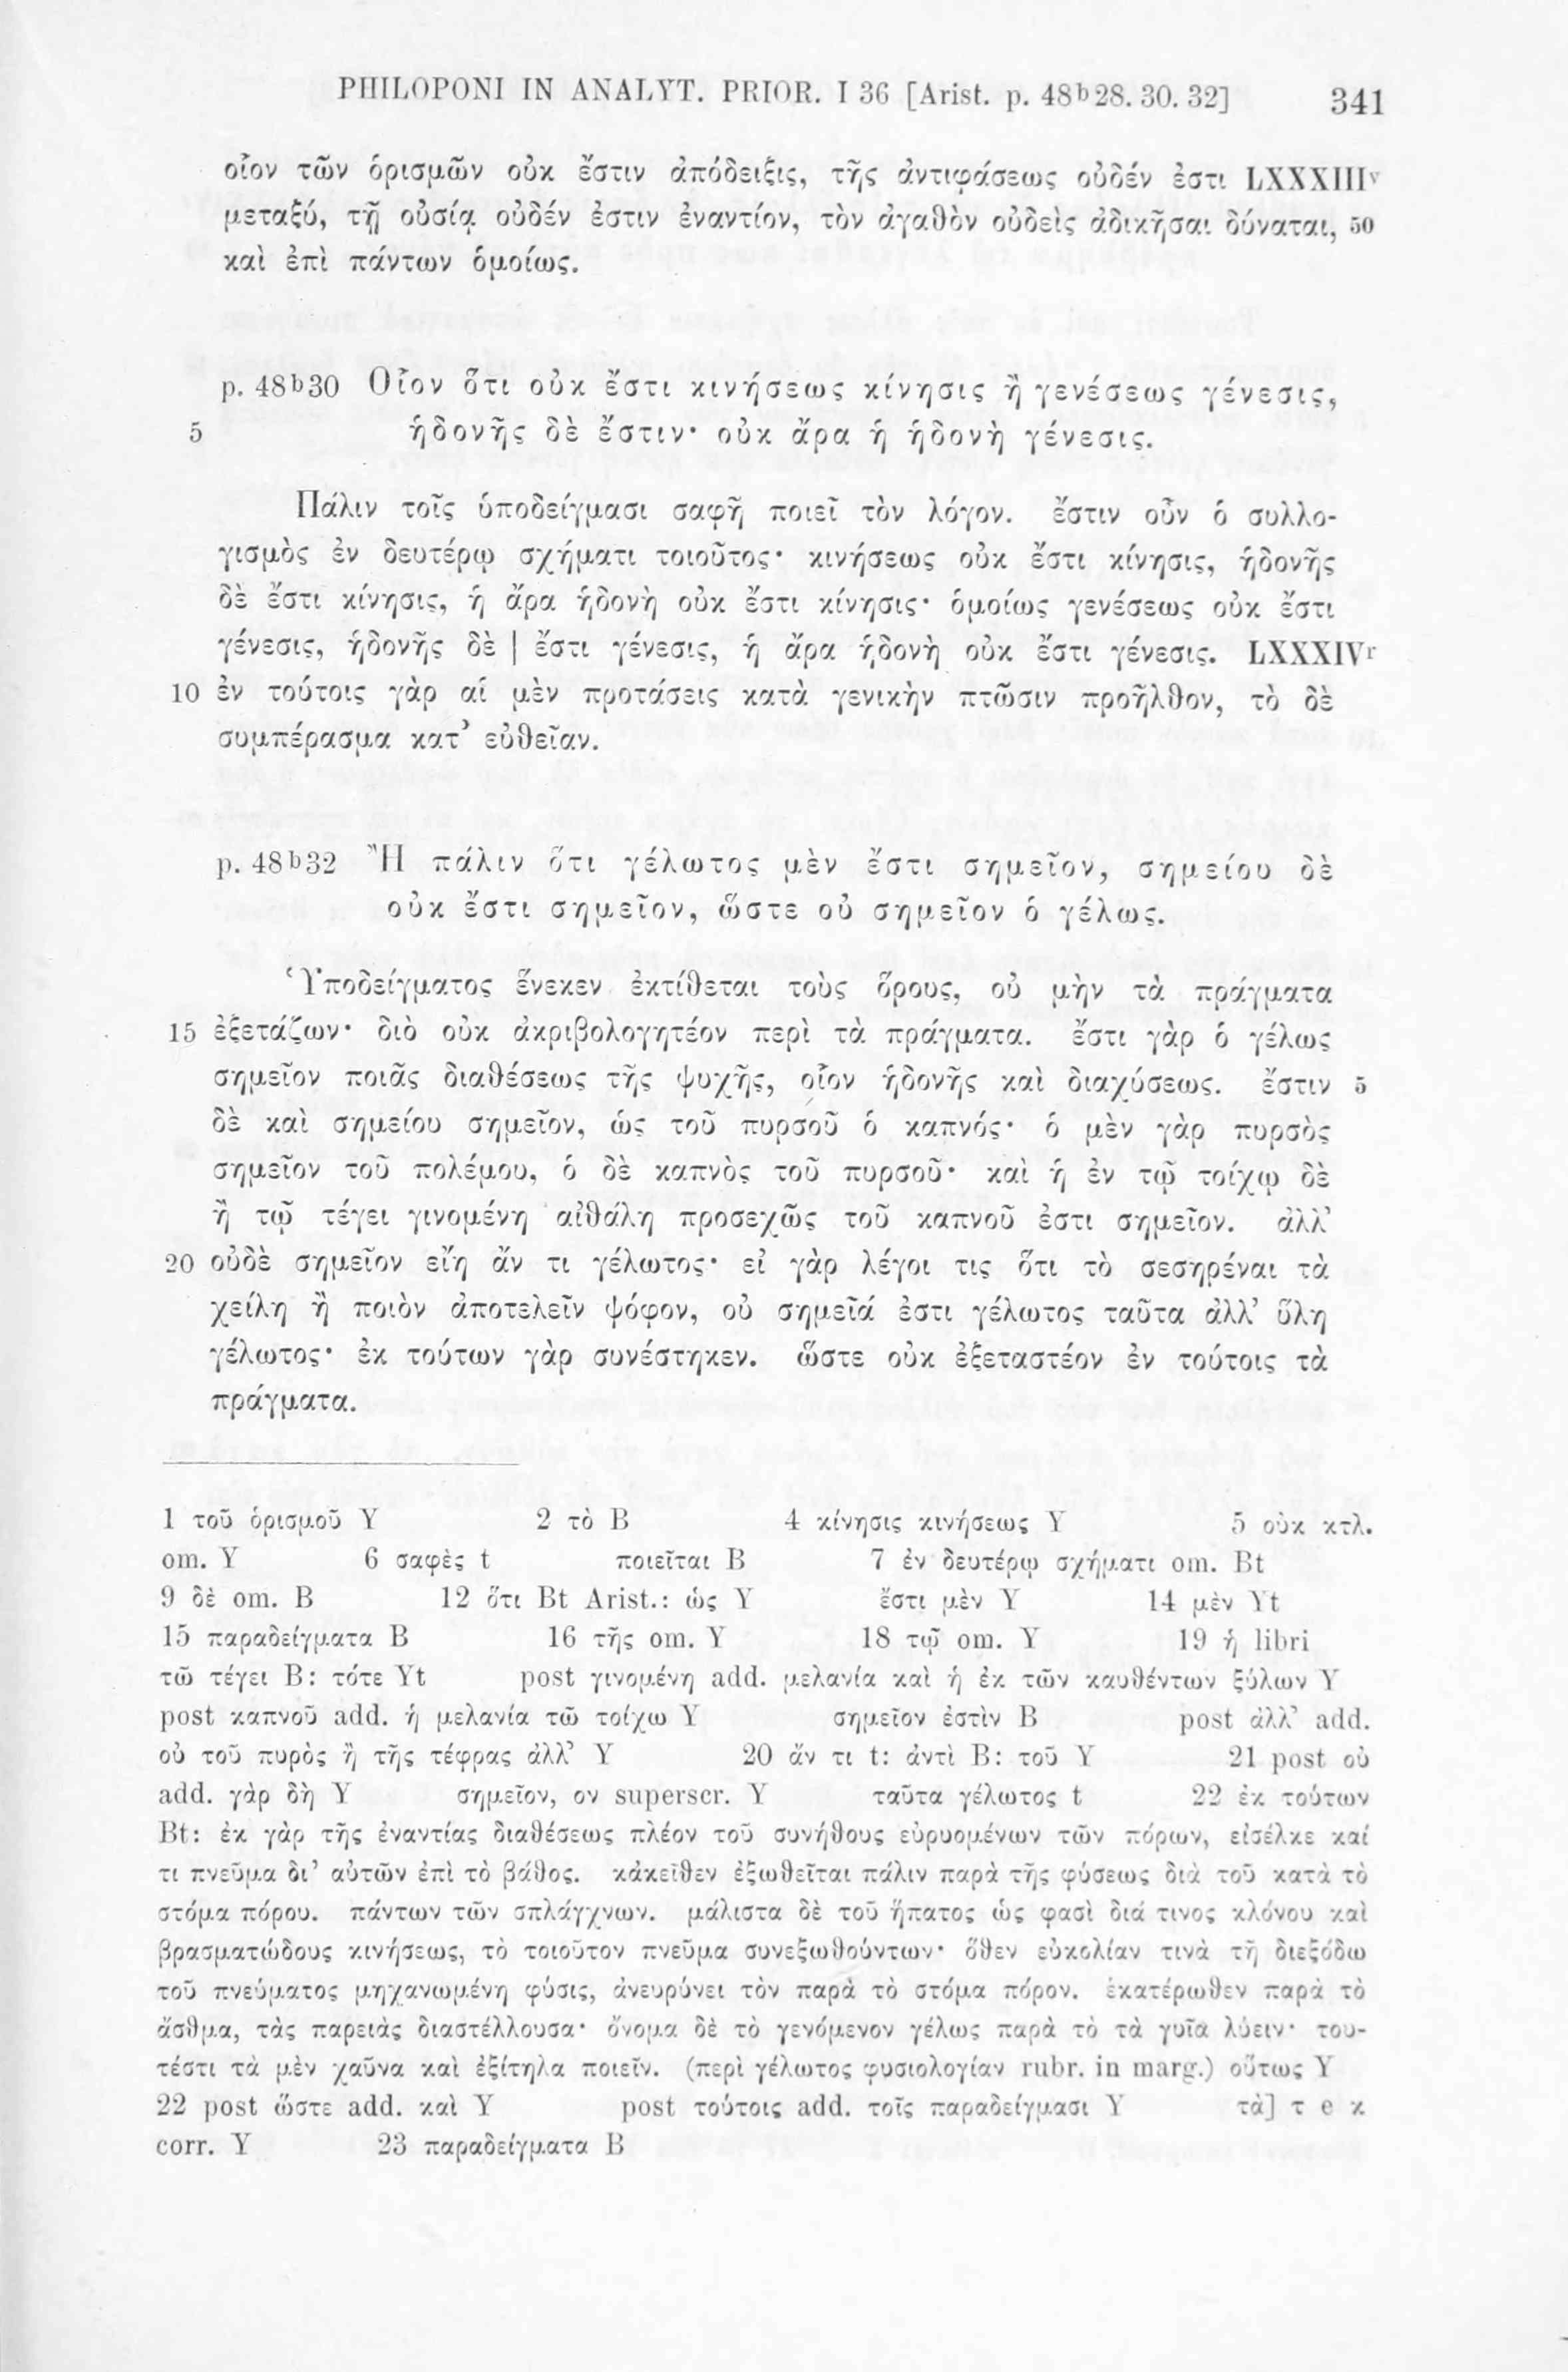 PHILOPONI IN ANALYT. PRIOR. I 36 [Arist. p. 48b28. 30. 32] 341
οἷον τῶν ὁρισμῶν οὐκ ἔστιν ἀπόδειξις, τῆς ἀντιφάσεως οὐδέν ἐστι LXXXIIIv
μεταξύ, τῇ οὐσίᾳ οὐδέν ἐστιν ἐναντίον, τὸν ἀγαθὸν οὐδεὶς ἀδικῆσαι δύναται, 50
καὶ ἐπὶ πάντων ὁμοίως.
p. 48b30 Οἷον ὅτι οὐκ ἔστι κινήσεως κίνησις ἢ γενέσεως γένεσις,
5 ἡδονῆς δὲ ἔστιν· οὐκ ἄρα ἡ ἡδονὴ γένεσις.
Πάλιν τοῖς ὑποδείγμασι σαφῆ ποιεῖ τὸν λόγον. ἔστιν οὖν ὁ συλλο-
γισμὸς ἐν δευτέρῳ σχήματι τοιοῦτος· κινήσεως οὐκ ἔστι κίνησις, ἡδονῆς
δὲ ἔστι κίνησις, ἡ ἄρα ἡδονὴ οὐκ ἔστι κίνησις· ὁμοίως γενέσεως οὐκ ἔστι
γένεσις, ἡδονῆς δὲ | ἔστι γένεσις, ἡ ἄρα ἡδονὴ οὐκ ἔστι γένεσις. LXXXIVr
10 ἐν τούτοις γὰρ αἱ μὲν προτάσεις κατὰ γενικὴν πτῶσιν προῆλθον, τὸ δὲ
συμπέρασμα κατ’ εὐθεῖαν.
p. 48b32 Ἢ πάλιν ὅτι γέλωτος μὲν ἔστι σημεῖον, σημείου δὲ
οὐκ ἔστι σημεῖον, ὥστε οὐ σημεῖον ὁ γέλως.
Ὑποδείγματος ἕνεκεν ἐκτίθεται τοὺς ὅρους, οὐ μὴν τὰ πράγματα
15 ἐξετάζων· διὸ οὐκ ἀκριβολογητέον περὶ τὰ πράγματα. ἔστι γὰρ ὁ γέλως
σημεῖον ποιᾶς διαθέσεως τῆς ψυχῆς, οἷον ἡδονῆς καὶ διαχύσεως. ἔστιν 5
δὲ καὶ σημείου σημεῖον, ὡς τοῦ πυρσοῦ ὁ καπνός· ὁ μὲν γὰρ πυρσὸς
σημεῖον τοῦ πολέμου, ὁ δὲ καπνὸς τοῦ πυρσοῦ· καὶ ἡ ἐν τῷ τοίχῳ δὲ
ἢ τῷ τέγει γινομένη αἰθάλη προσεχῶς τοῦ καπνοῦ ἐστι σημεῖον. ἀλλ’
20 οὐδὲ σημεῖον εἴη ἄν τι γέλωτος· εἰ γὰρ λέγοι τις ὅτι τὸ σεσηρέναι τὰ
χείλη ἢ ποιὸν ἀποτελεῖν ψόφον, οὐ σημεῖά ἐστι γέλωτος ταῦτα ἀλλ’ ὕλη
γέλωτος· ἐκ τούτων γὰρ συνέστηκεν. ὥστε οὐκ ἐξεταστέον ἐν τούτοις τὰ
πράγματα.
1 τοῦ ὁρισμοῦ Y 2 τὸ B 4 κίνησις κινήσεως Y 5 οὐκ κτλ.
om. Y 6 σαφὲς t ποιεῖται B 7 ἐν δευτέρῳ σχήματι om. Bt
9 δὲ om. B 12 ὅτι Bt Arist.: ὡς Y ἔστι μὲν Y 14 μὲν Yt
15 παραδείγματα B 16 τῆς om. Y 18 τῷ om. Y 19 ἡ libri
τῶ τέγει B: τότε Yt post γινομένη add. μελανία καὶ ἡ ἐκ τῶν καυθέντων ξύλων Y
post καπνοῦ add. ἡ μελανία τῶ τοίχω Y σημεῖον ἐστὶν B post ἀλλ’ add.
οὐ τοῦ πυρὸς ἢ τῆς τέφρας ἀλλ’ Y 20 ἄν τι t: ἀντὶ B: τοῦ Y 21 post οὐ
add. γὰρ δὴ Y σημεῖον, ον superscr. Y ταῦτα γέλωτος t 22 ἐκ τούτων
Bt: ἐκ γὰρ τῆς ἐναντίας διαθέσεως πλέον τοῦ συνήθους εὐρυομένων τῶν πόρων, εἰσέλκε καί
τι πνεῦμα δι’ αὐτῶν ἐπὶ τὸ βάθος. κἀκεῖθεν ἐξωθεῖται πάλιν παρὰ τῆς φύσεως διὰ τοῦ κατὰ τὸ
στόμα πόρου. πάντων τῶν σπλάγχνων. μάλιστα δὲ τοῦ ἥπατος ὡς φασὶ διά τινος κλόνου καὶ
βρασματώδους κινήσεως, τὸ τοιοῦτον πνεῦμα συνεξωθούντων· ὅθεν εὐκολίαν τινὰ τῆ διεξόδω
τοῦ πνεύματος μηχανωμένη φύσις, ἀνευρύνει τὸν παρὰ τὸ στόμα πόρον. ἑκατέρωθεν παρὰ τὸ
ἄσθμα, τὰς παρειὰς διαστέλλουσα· ὄνομα δὲ τὸ γενόμενον γέλως παρὰ τὸ τὰ γυῖα λύειν· του-
τέστι τὰ μὲν χαῦνα καὶ ἐξίτηλα ποιεῖν. (περὶ γέλωτος φυσιολογίαν rubr. in marg.) οὕτως Y
22 post ὥστε add. καὶ Y post τούτοις add. τοῖς παραδείγμασι Y τὰ] τ e κ
corr. Y 23 παραδείγματα B